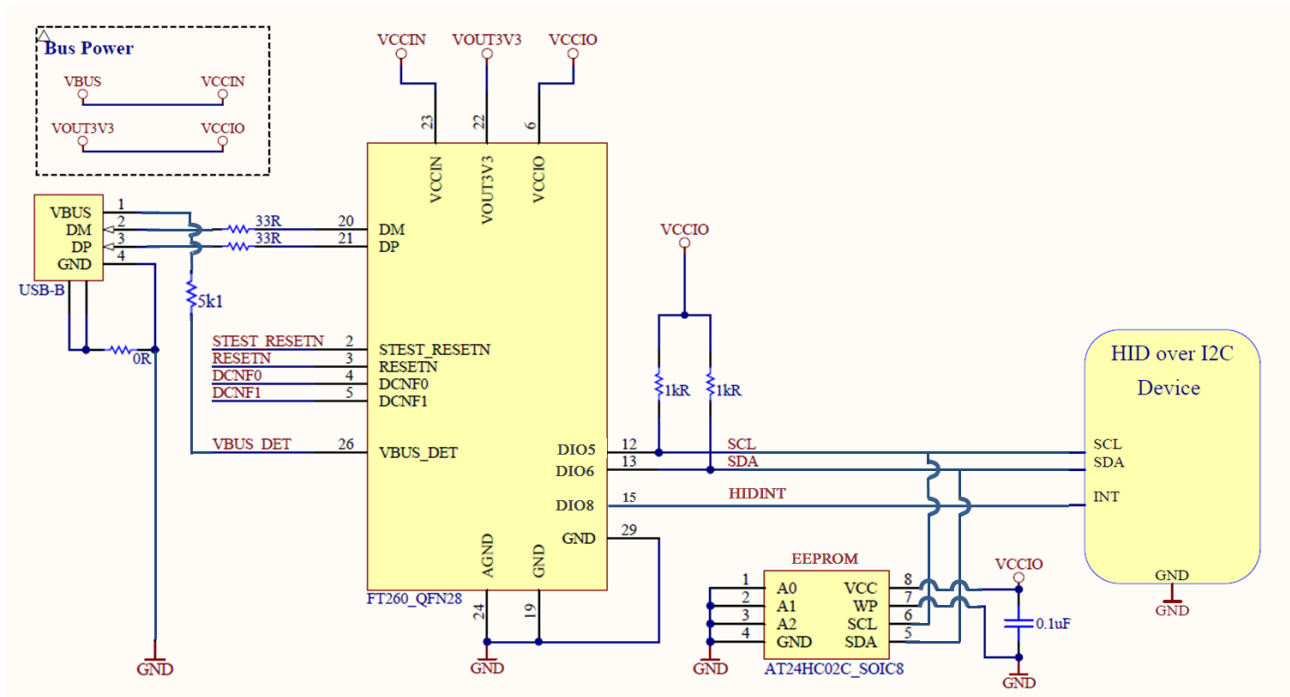 Bus Power
VBUS VCCIN
VOUT3V3 VCCIO
VCCIN VOUT3V3 VCCIO
23 22 6
VCCIN VOUT3V3 VCCIO
VBUS 1
DM 2 33R 20 DM
DP 3 33R 21 DP
GND 4
USB-B
5k1
0R
STEST_RESETN 2 STEST_RESETN
RESETN 3 RESETN
DCNF0 4 DCNF0
DCNF1 5 DCNF1
VBUS_DET 26 VBUS_DET
GND
VCCIO
1kR 1kR
DIO5 12 SCL
DIO6 13 SDA
DIO8 15 HIDINT
GND 29
AGND GND
24 19
FT260_QFN28
GND
HID over I2C
Device
SCL
SDA
INT
GND
GND
EEPROM
1 A0 VCC 8
2 A1 WP 7
3 A2 SCL 6
4 GND SDA 5
AT24HC02C_SOIC8
GND
VCCIO
0.1uF
GND